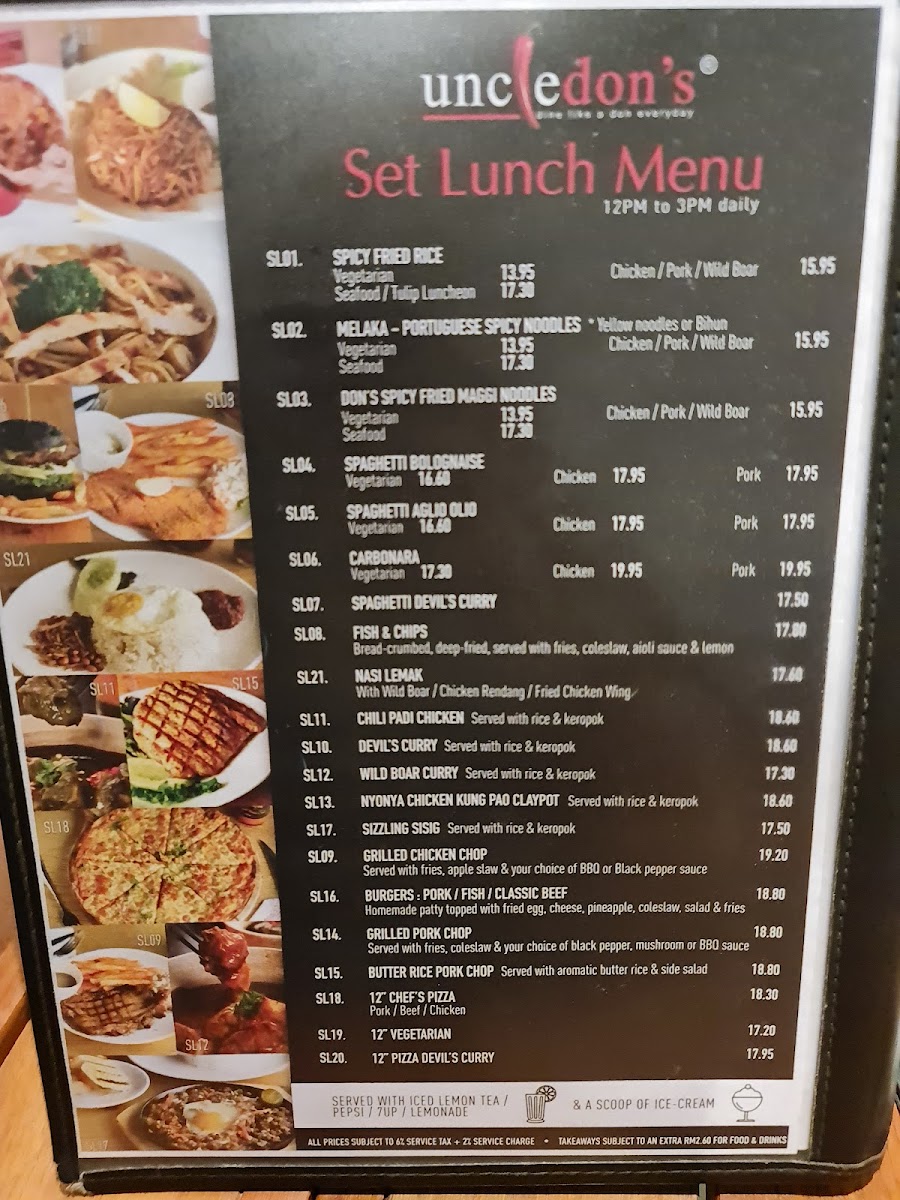 uncledon's®
dine like a don everyday
Set Lunch Menu
12PM to 3PM daily
SL01. SPICY FRIED RICE
Vegetarian 13.95 Chicken / Pork / Wild Boar 15.95
Seafood / Tulip Luncheon 17.30
SL02. MELAKA - PORTUGUESE SPICY NOODLES * Yellow noodles or Bihun
Vegetarian 13.95 Chicken / Pork / Wild Boar 15.95
Seafood 17.30
SL03. DON'S SPICY FRIED MAGGI NOODLES
Vegetarian 13.95 Chicken / Pork / Wild Boar 15.95
Seafood 17.30
SL04. SPAGHETTI BOLOGNAISE
Vegetarian 16.60 Chicken 17.95 Pork 17.95
SL05. SPAGHETTI AGLIO OLIO
Vegetarian 16.60 Chicken 17.95 Pork 17.95
SL06. CARBONARA
Vegetarian 17.30 Chicken 19.95 Pork 19.95
SL07. SPAGHETTI DEVIL'S CURRY 17.50
SL08. FISH & CHIPS 17.80
Bread-crumbed, deep-fried, served with fries, coleslaw, aioli sauce & lemon
SL21. NASI LEMAK 17.60
With Wild Boar / Chicken Rendang / Fried Chicken Wing
SL11. CHILI PADI CHICKEN Served with rice & keropok 18.60
SL10. DEVIL'S CURRY Served with rice & keropok 18.60
SL12. WILD BOAR CURRY Served with rice & keropok 17.30
SL13. NYONYA CHICKEN KUNG PAO CLAYPOT Served with rice & keropok 18.60
SL17. SIZZLING SISIG Served with rice & keropok 17.50
SL09. GRILLED CHICKEN CHOP 19.20
Served with fries, apple slaw & your choice of BBQ or Black pepper sauce
SL16. BURGERS : PORK / FISH / CLASSIC BEEF 18.80
Homemade patty topped with fried egg, cheese, pineapple, coleslaw, salad & fries
SL14. GRILLED PORK CHOP 18.80
Served with fries, coleslaw & your choice of black pepper, mushroom or BBQ sauce
SL15. BUTTER RICE PORK CHOP Served with aromatic butter rice & side salad 18.80
SL18. 12" CHEF'S PIZZA 18.30
Pork / Beef / Chicken
SL19. 12" VEGETARIAN 17.20
SL20. 12" PIZZA DEVIL'S CURRY 17.95
SERVED WITH ICED LEMON TEA /
PEPSI / 7UP / LEMONADE
& A SCOOP OF ICE-CREAM
ALL PRICES SUBJECT TO 6% SERVICE TAX + 2% SERVICE CHARGE • TAKEAWAYS SUBJECT TO AN EXTRA RM2.60 FOR FOOD & DRINKS
SL08
SL21
SL11
SL15
SL18
SL09
SL12